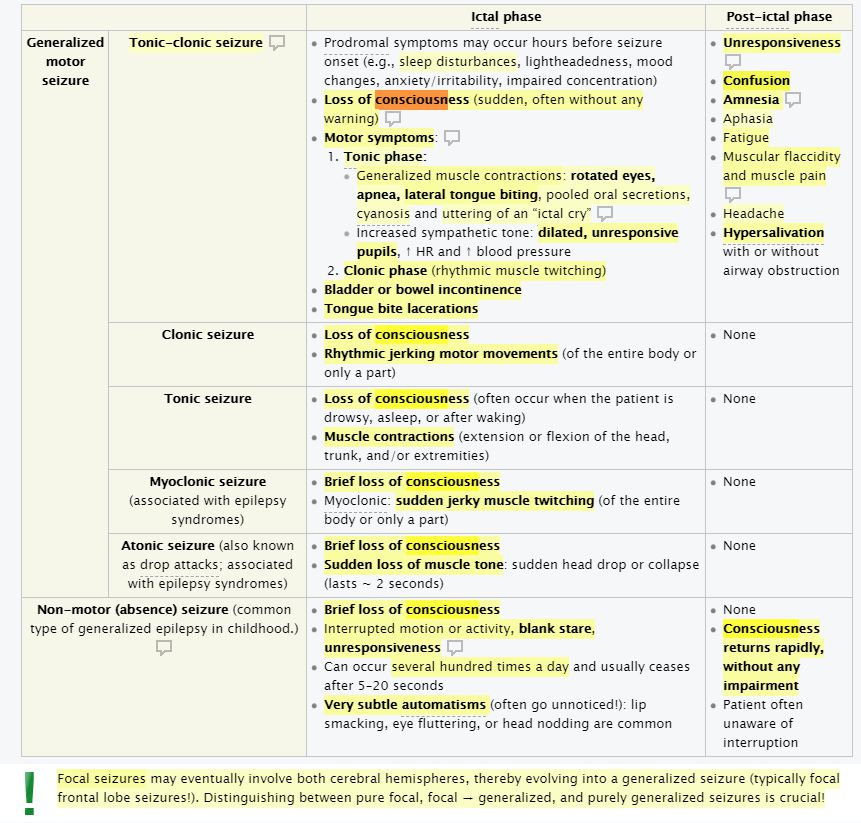 Ictal phase
Post-ictal phase
Generalized
motor
seizure
Tonic-clonic seizure
• Prodromal symptoms may occur hours before seizure
onset (e.g., sleep disturbances, lightheadedness, mood
changes, anxiety/irritability, impaired concentration)
• Loss of consciousness (sudden, often without any
warning)
• Motor symptoms:
1. Tonic phase:
• Generalized muscle contractions: rotated eyes,
apnea, lateral tongue biting, pooled oral secretions,
cyanosis and uttering of an “ictal cry”
• Increased sympathetic tone: dilated, unresponsive
pupils, ↑ HR and ↑ blood pressure
2. Clonic phase (rhythmic muscle twitching)
• Bladder or bowel incontinence
• Tongue bite lacerations
• Unresponsiveness
• Confusion
• Amnesia
• Aphasia
• Fatigue
• Muscular flaccidity
and muscle pain
• Headache
• Hypersalivation
with or without
airway obstruction
Clonic seizure
• Loss of consciousness
• Rhythmic jerking motor movements (of the entire body or
only a part)
• None
Tonic seizure
• Loss of consciousness (often occur when the patient is
drowsy, asleep, or after waking)
• Muscle contractions (extension or flexion of the head,
trunk, and/or extremities)
• None
Myoclonic seizure
(associated with epilepsy
syndromes)
• Brief loss of consciousness
• Myoclonic: sudden jerky muscle twitching (of the entire
body or only a part)
• None
Atonic seizure (also known
as drop attacks; associated
with epilepsy syndromes)
• Brief loss of consciousness
• Sudden loss of muscle tone: sudden head drop or collapse
(lasts ~ 2 seconds)
• None
Non-motor (absence) seizure (common
type of generalized epilepsy in childhood.)
• Brief loss of consciousness
• Interrupted motion or activity, blank stare,
unresponsiveness
• Can occur several hundred times a day and usually ceases
after 5-20 seconds
• Very subtle automatisms (often go unnoticed!): lip
smacking, eye fluttering, or head nodding are common
• None
• Consciousness
returns rapidly,
without any
impairment
• Patient often
unaware of
interruption
Focal seizures may eventually involve both cerebral hemispheres, thereby evolving into a generalized seizure (typically focal
frontal lobe seizures!). Distinguishing between pure focal, focal → generalized, and purely generalized seizures is crucial!